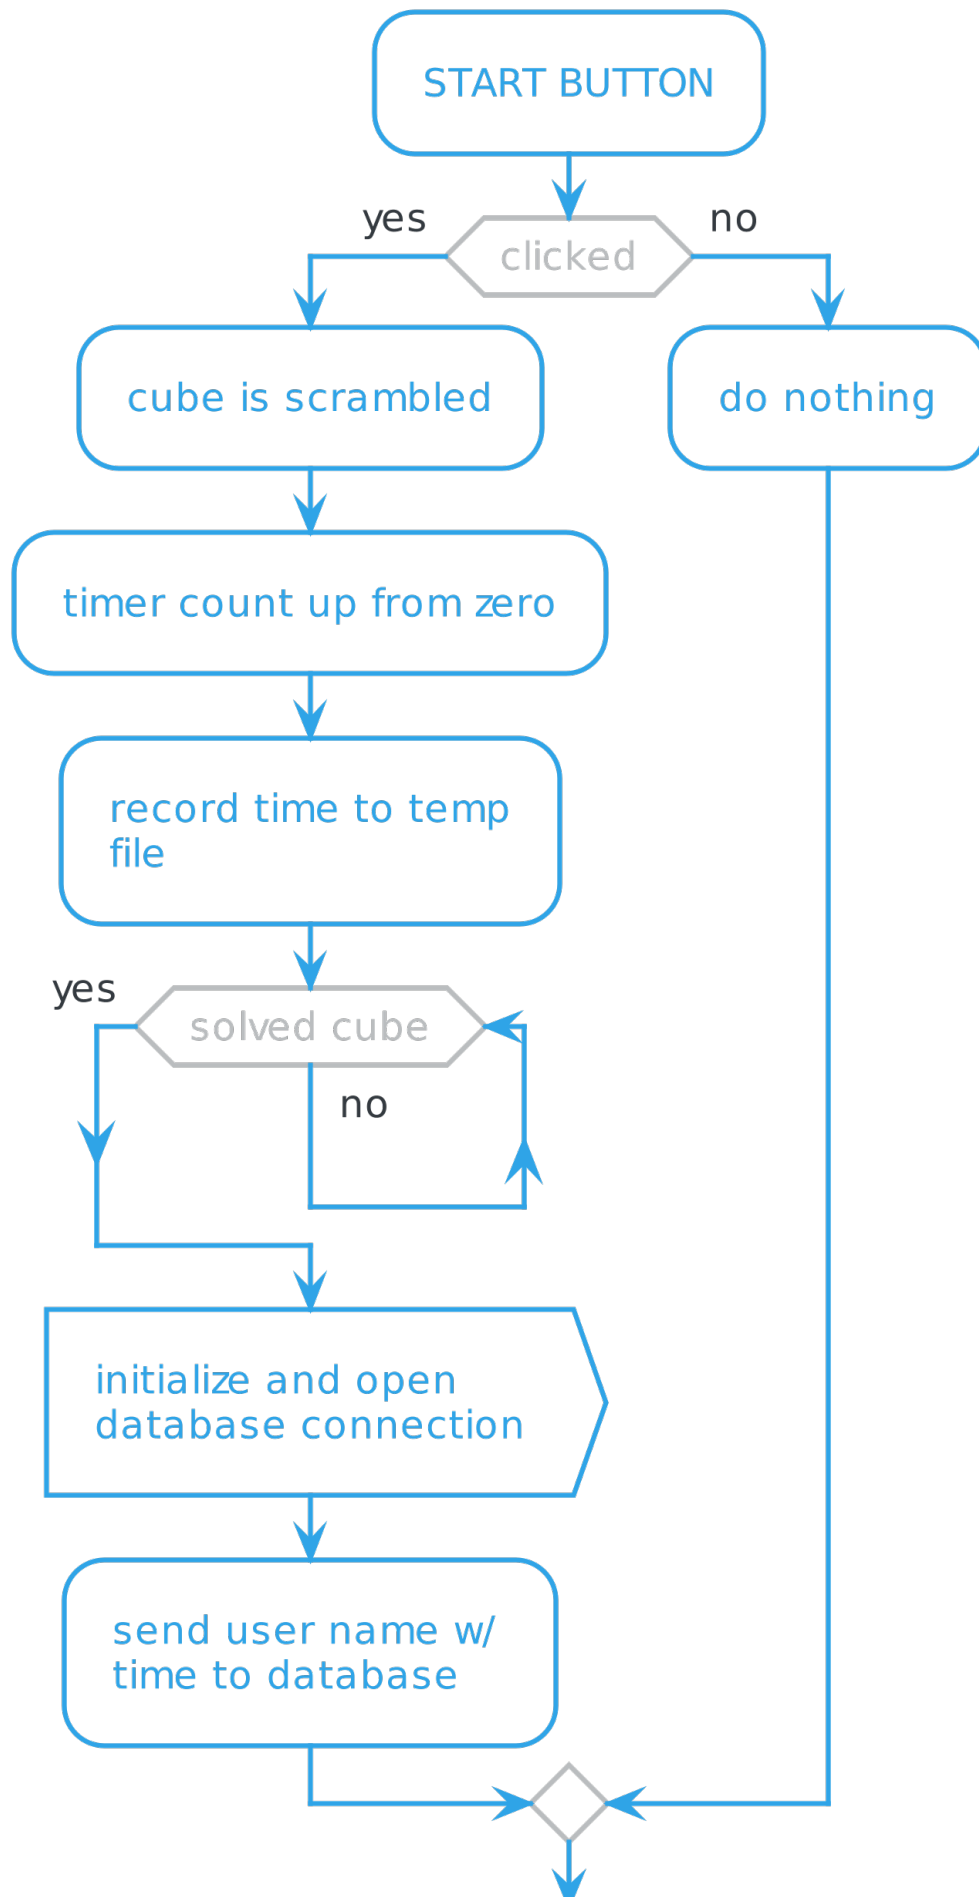 START BUTTON
yes
no
clicked
cube is scrambled
do nothing
timer count up from zero
record time to temp
file
yes
solved cube
no
initialize and open
database connection
send user name w/
time to database